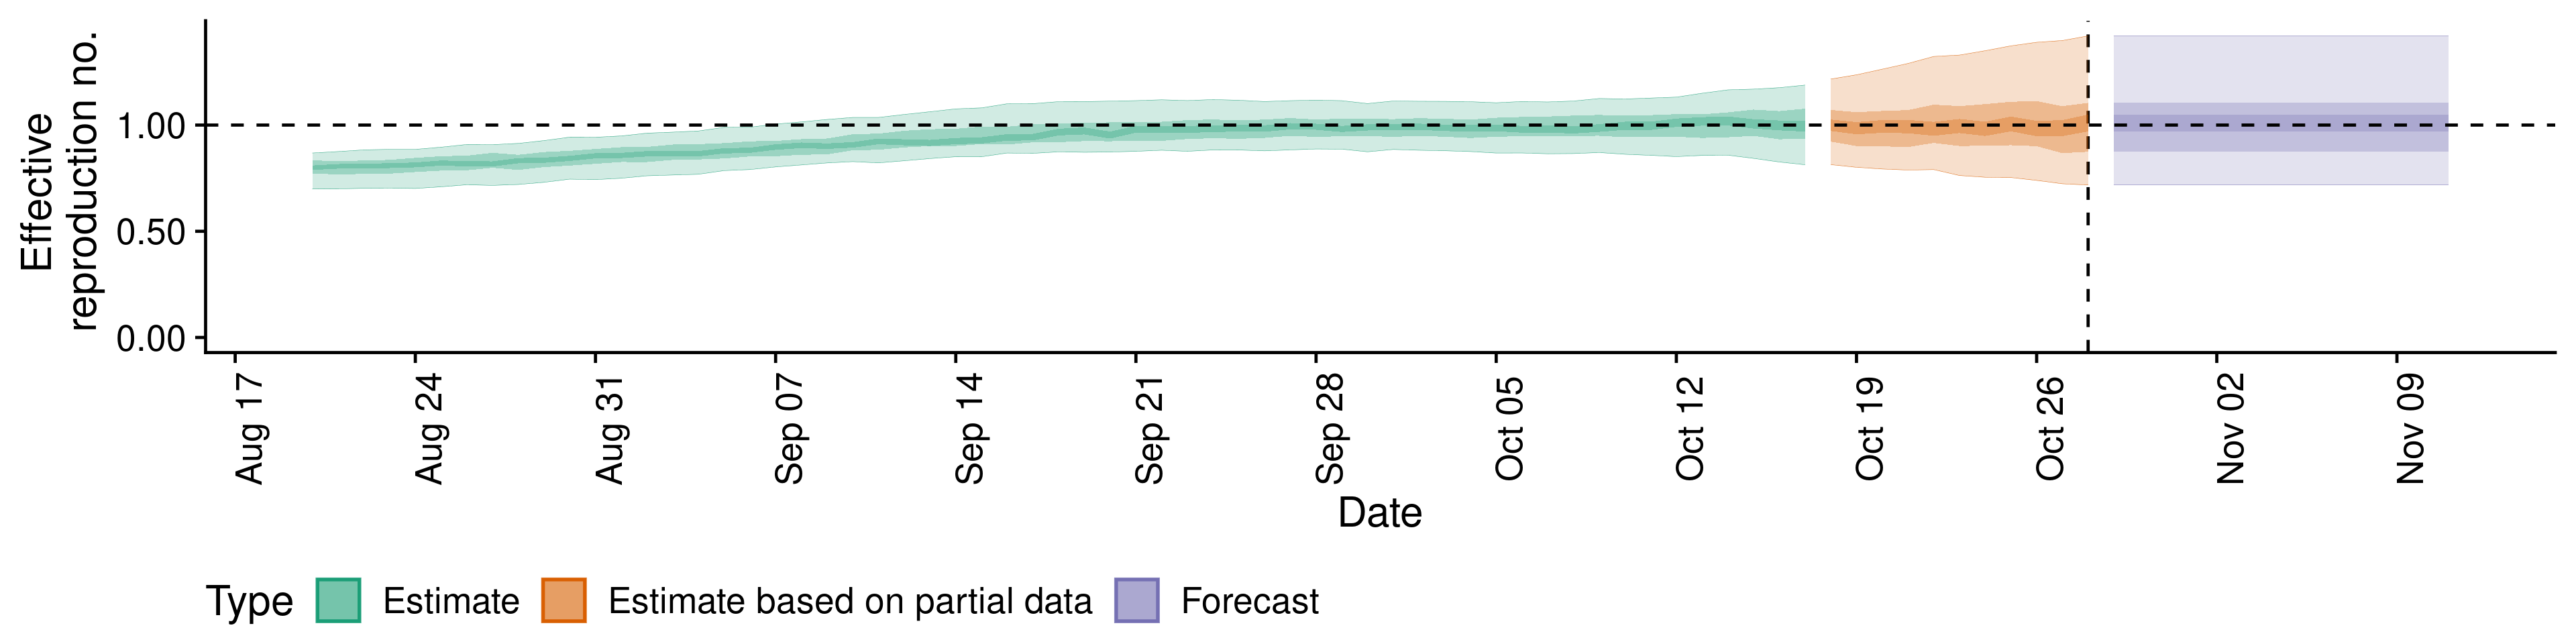 Effective
reproduction no.
1.00
0.50
0.00
Aug 17
Aug 24
Aug 31
Sep 07
Sep 14
Sep 21
Sep 28
Oct 05
Oct 12
Oct 19
Oct 26
Nov 02
Nov 09
Date
Type Estimate Estimate based on partial data Forecast